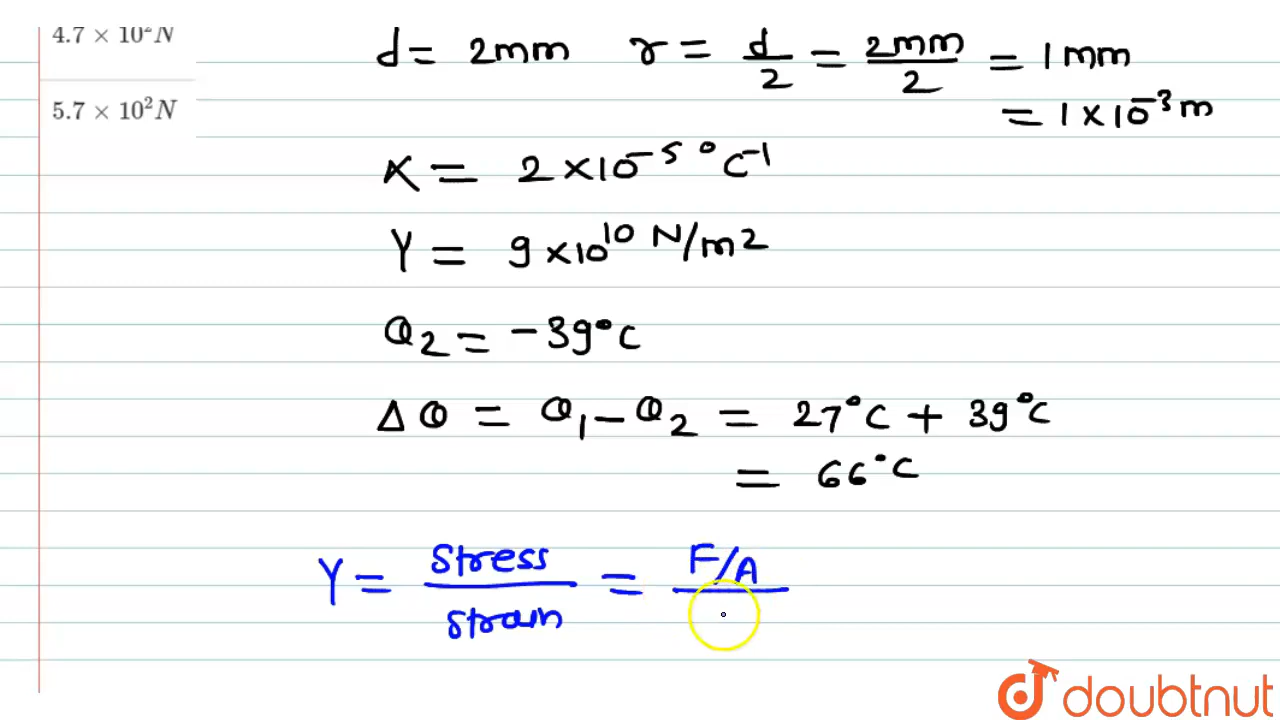 4.7 × 10²N
5.7 × 10²N
d = 2mm r = d/2 = 2mm/2 = 1mm
= 1×10⁻³m
α = 2×10⁻⁵ °C⁻¹
Y = 9×10¹⁰ N/m2
θ2 = -39°C
Δθ = θ1 - θ2 = 27°C + 39°C
= 66°C
Y = Stress/Strain = F/A
doubtnut